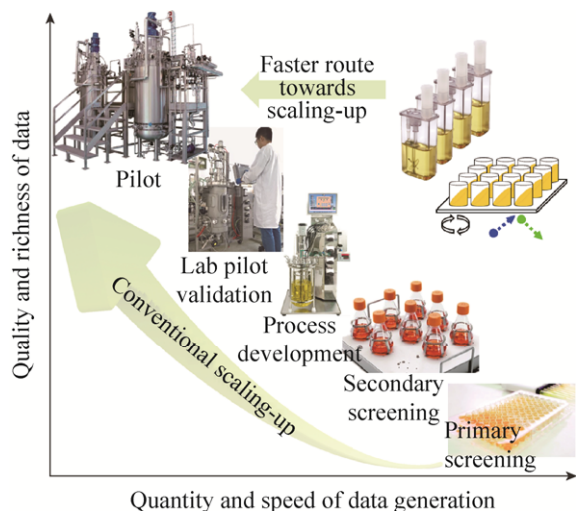 Faster route
towards
scaling-up
Pilot
Lab pilot
validation
Process
development
Secondary
screening
Primary
screening
Conventional scaling-up
Quality and richness of data
Quantity and speed of data generation